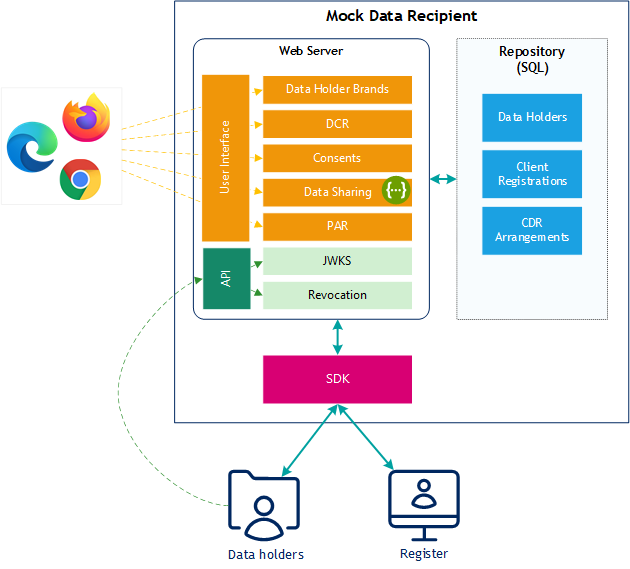 Mock Data Recipient
Web Server
User Interface
Data Holder Brands
DCR
Consents
Data Sharing
{...}
PAR
API
JWKS
Revocation
Repository
(SQL)
Data Holders
Client
Registrations
CDR
Arrangements
SDK
Data holders
Register